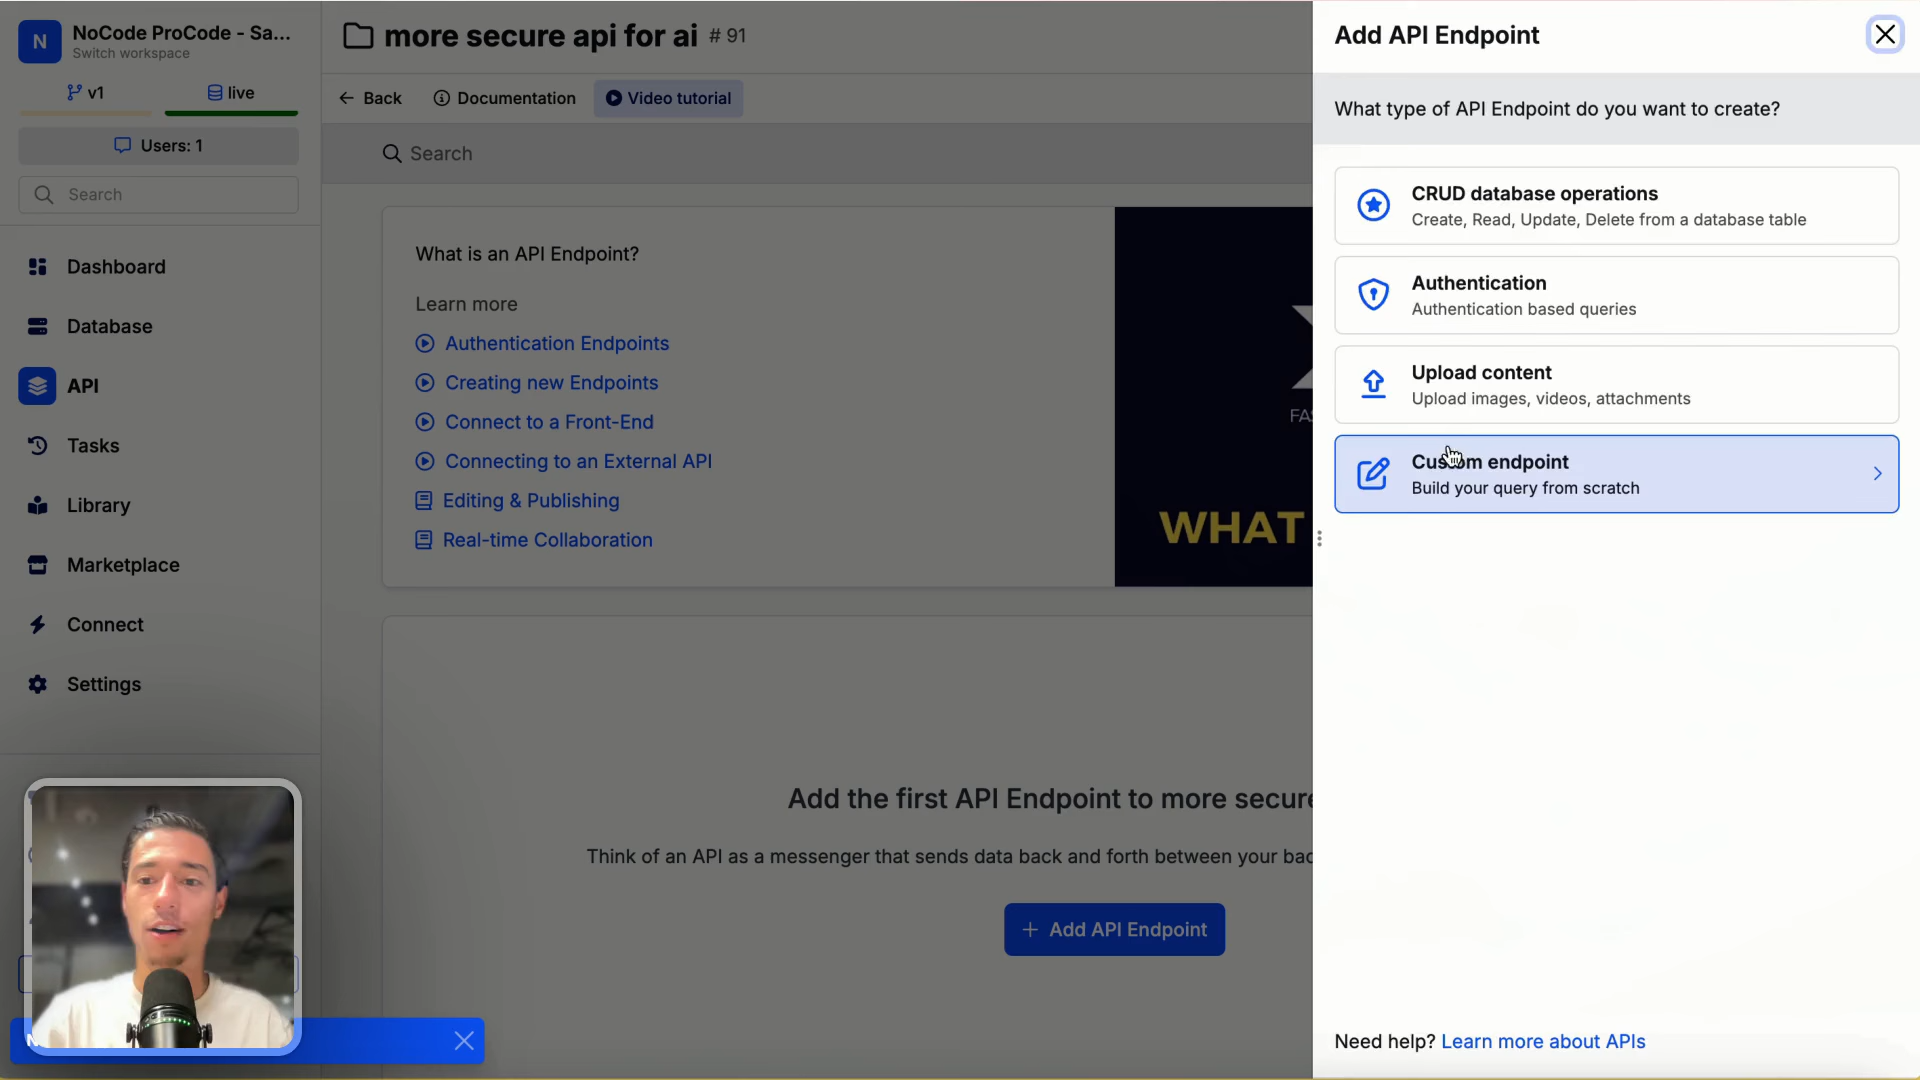 N
NoCode ProCode - Sa...
Switch workspace
v1
live
Users: 1
Search
Dashboard
Database
API
Tasks
Library
Marketplace
Connect
Settings
more secure api for ai # 91
Back
Documentation
Video tutorial
Search
What is an API Endpoint?
Learn more
Authentication Endpoints
Creating new Endpoints
Connect to a Front-End
Connecting to an External API
Editing & Publishing
Real-time Collaboration
WHAT
Add the first API Endpoint to more secure
Think of an API as a messenger that sends data back and forth between your
+ Add API Endpoint
Add API Endpoint
What type of API Endpoint do you want to create?
CRUD database operations
Create, Read, Update, Delete from a database table
Authentication
Authentication based queries
Upload content
Upload images, videos, attachments
Custom endpoint
Build your query from scratch
Need help? Learn more about APIs